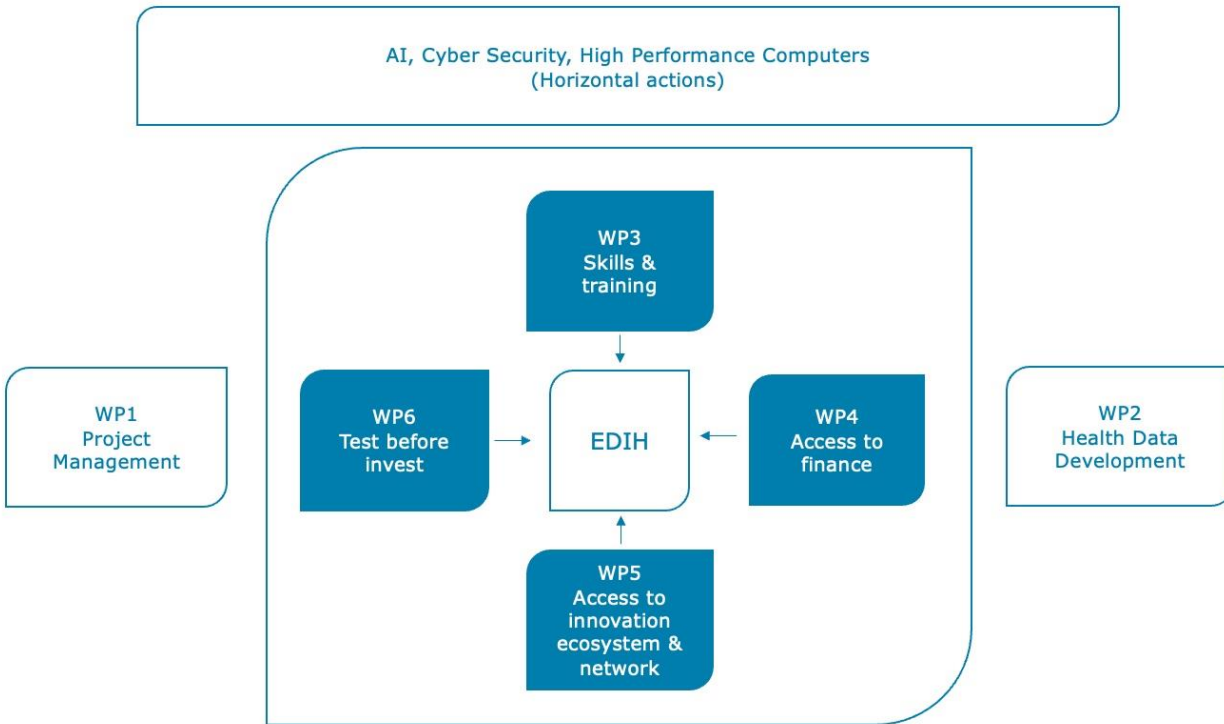 AI, Cyber Security, High Performance Computers
(Horizontal actions)
WP3
Skills &
training
WP1
Project
Management
WP6
Test before
invest
EDIH
WP4
Access to
finance
WP2
Health Data
Development
WP5
Access to
innovation
ecosystem &
network